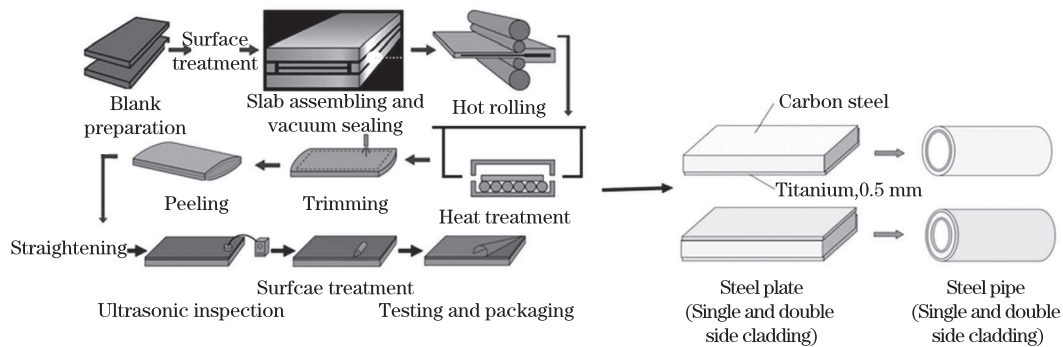 Surface
treatment
Blank
preparation
Slab assembling and
vacuum sealing
Hot rolling
Peeling
Trimming
Heat treatment
Straightening
Ultrasonic inspection
Surfcae treatment
Testing and packaging
Carbon steel
Titanium,0.5 mm
Steel plate
(Single and double
side cladding)
Steel pipe
(Single and double
side cladding)